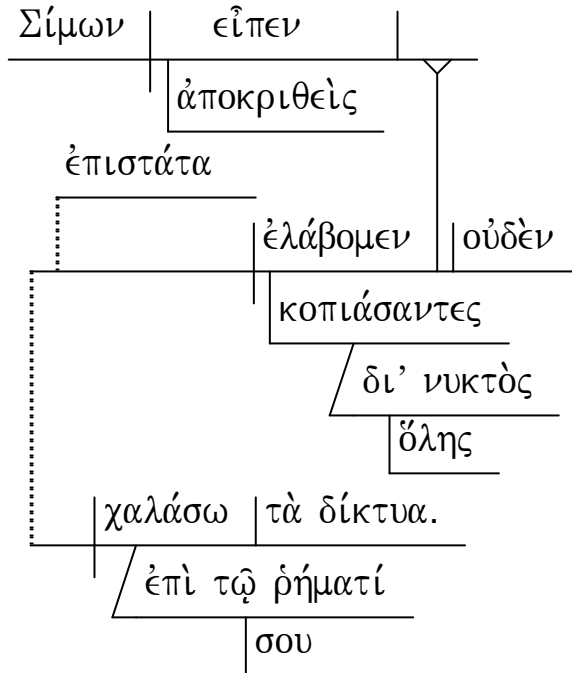 Σίμων εἶπεν
ἀποκριθεὶς
ἐπιστάτα
ἐλάβομεν οὐδὲν
κοπιάσαντες
δι’ νυκτὸς
ὅλης
χαλάσω τὰ δίκτυα.
ἐπὶ τῷ ῥήματί
σου